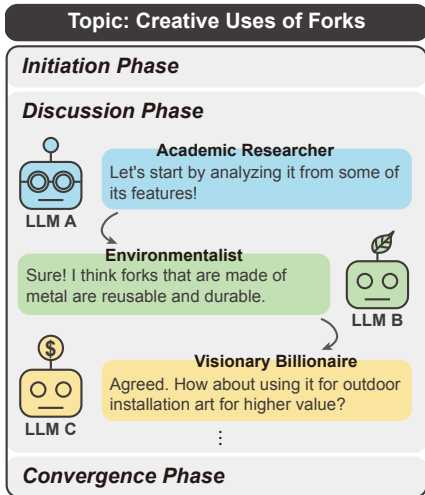 Topic: Creative Uses of Forks
Initiation Phase
Discussion Phase
Academic Researcher
Let's start by analyzing it from some of
its features!
LLM A
Environmentalist
Sure! I think forks that are made of
metal are reusable and durable.
LLM B
$
Visionary Billionaire
Agreed. How about using it for outdoor
installation art for higher value?
LLM C
⋮
Convergence Phase